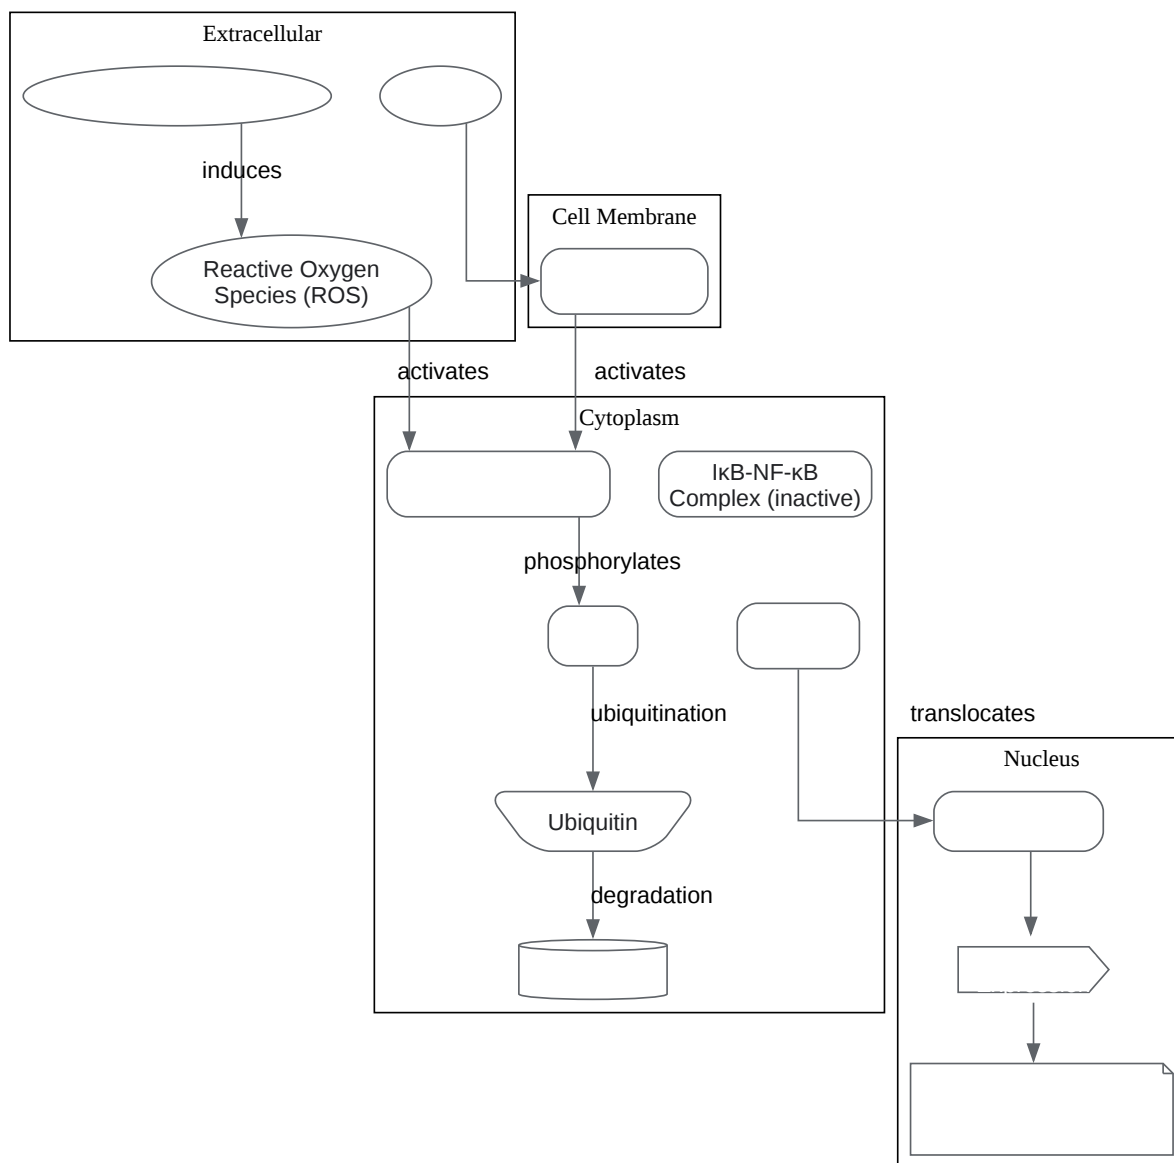 Extracellular
induces
Reactive Oxygen
Species (ROS)
Cell Membrane
activates
activates
Cytoplasm
IκB-NF-κB
Complex (inactive)
phosphorylates
ubiquitination
translocates
Nucleus
Ubiquitin
degradation